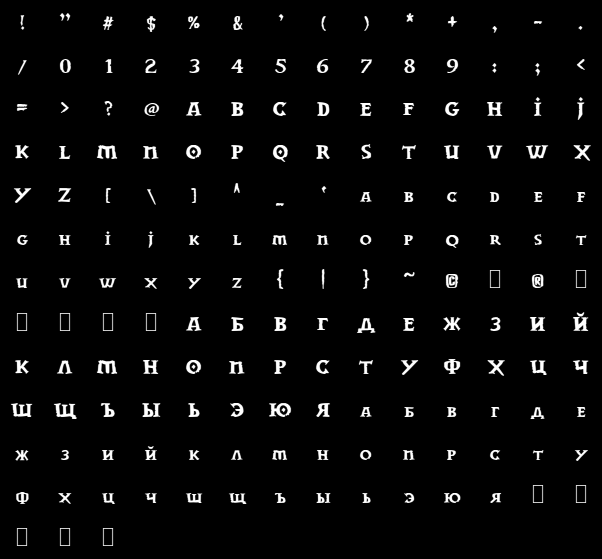 ! " # $ % & ' ( ) * + , - .
/ 0 1 2 3 4 5 6 7 8 9 : ; <
= > ? @ A B C D E F G H I J
K L M N O P Q R S T U V W X
Y Z [ \ ] ^ _ ` A B C D E F
G H I J K L M N O P Q R S T
U V W X Y Z { | } ~ © ®
А Б В Г Д Е Ж З И Й
К Л М Н О П Р С Т У Ф Х Ц Ч
Ш Щ Ъ Ы Ь Э Ю Я А Б В Г Д Е
Ж З И Й К Л М Н О П Р С Т У
Ф Х Ц Ч Ш Щ Ъ Ы Ь Э Ю Я